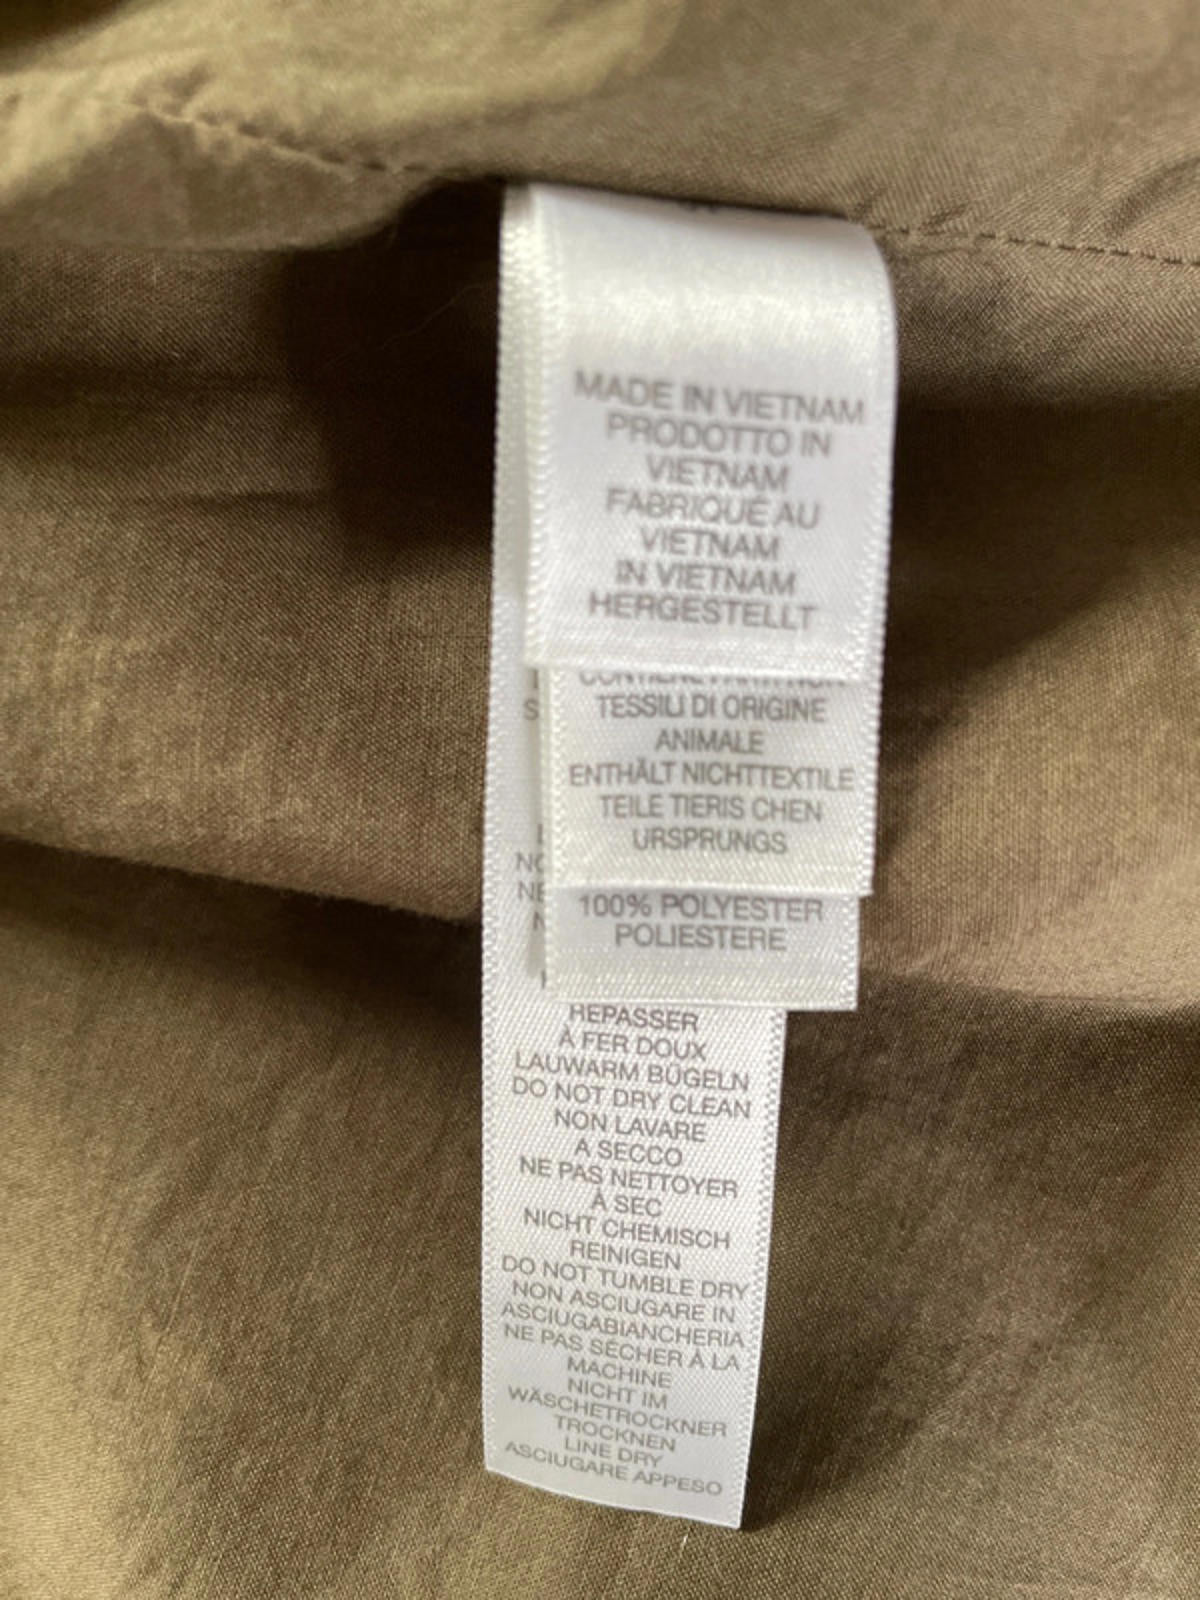 MADE IN VIETNAM
PRODOTTO IN
VIETNAM
FABRIQUÉ AU
VIETNAM
IN VIETNAM
HERGESTELLT
TESSILI DI ORIGINE
ANIMALE
ENTHÄLT NICHTTEXTILE
TEILE TIERIS CHEN
URSPRUNGS
100% POLYESTER
POLIESTERE
REPASSER
À FER DOUX
LAUWARM BÜGELN
DO NOT DRY CLEAN
NON LAVARE
A SECCO
NE PAS NETTOYER
À SEC
NICHT CHEMISCH
REINIGEN
DO NOT TUMBLE DRY
NON ASCIUGARE IN
ASCIUGABIANCHERIA
NE PAS SÉCHER À LA
MACHINE
NICHT IM
WÄSCHETROCKNER
TROCKNEN
LINE DRY
ASCIUGARE APPESO